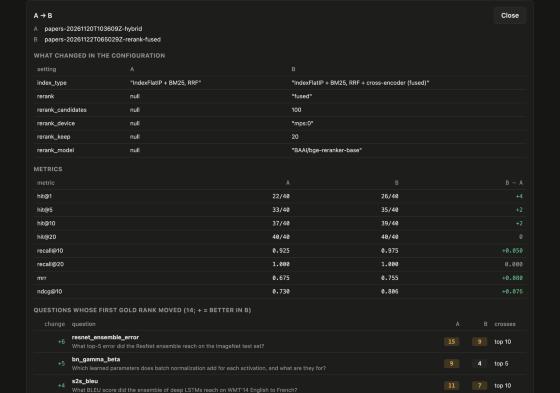 A → B
Close
A papers-20261120T103609Z-hybrid
B papers-20261122T065029Z-rerank-fused
WHAT CHANGED IN THE CONFIGURATION
setting A B
index_type "IndexFlatIP + BM25, RRF" "IndexFlatIP + BM25, RRF + cross-encoder (fused)"
rerank null "fused"
rerank_candidates null 100
rerank_device null "mps:0"
rerank_keep null 20
rerank_model null "BAAI/bge-reranker-base"
METRICS
metric A B B − A
hit@1 22/40 26/40 +4
hit@5 33/40 35/40 +2
hit@10 37/40 39/40 +2
hit@20 40/40 40/40 0
recall@10 0.925 0.975 +0.050
recall@20 1.000 1.000 0.000
mrr 0.675 0.755 +0.080
ndcg@10 0.730 0.806 +0.076
QUESTIONS WHOSE FIRST GOLD RANK MOVED (14; + = BETTER IN B)
change question A B crosses
+6 resnet_ensemble_error 15 9 top 10
What top-5 error did the ResNet ensemble reach on the ImageNet test set?
+5 bn_gamma_beta 9 4 top 5
Which learned parameters does batch normalization add for each activation, and what are they for?
+4 s2s_bleu 11 7 top 10
What BLEU score did the ensemble of deep LSTMs reach on WMT'14 English to French?